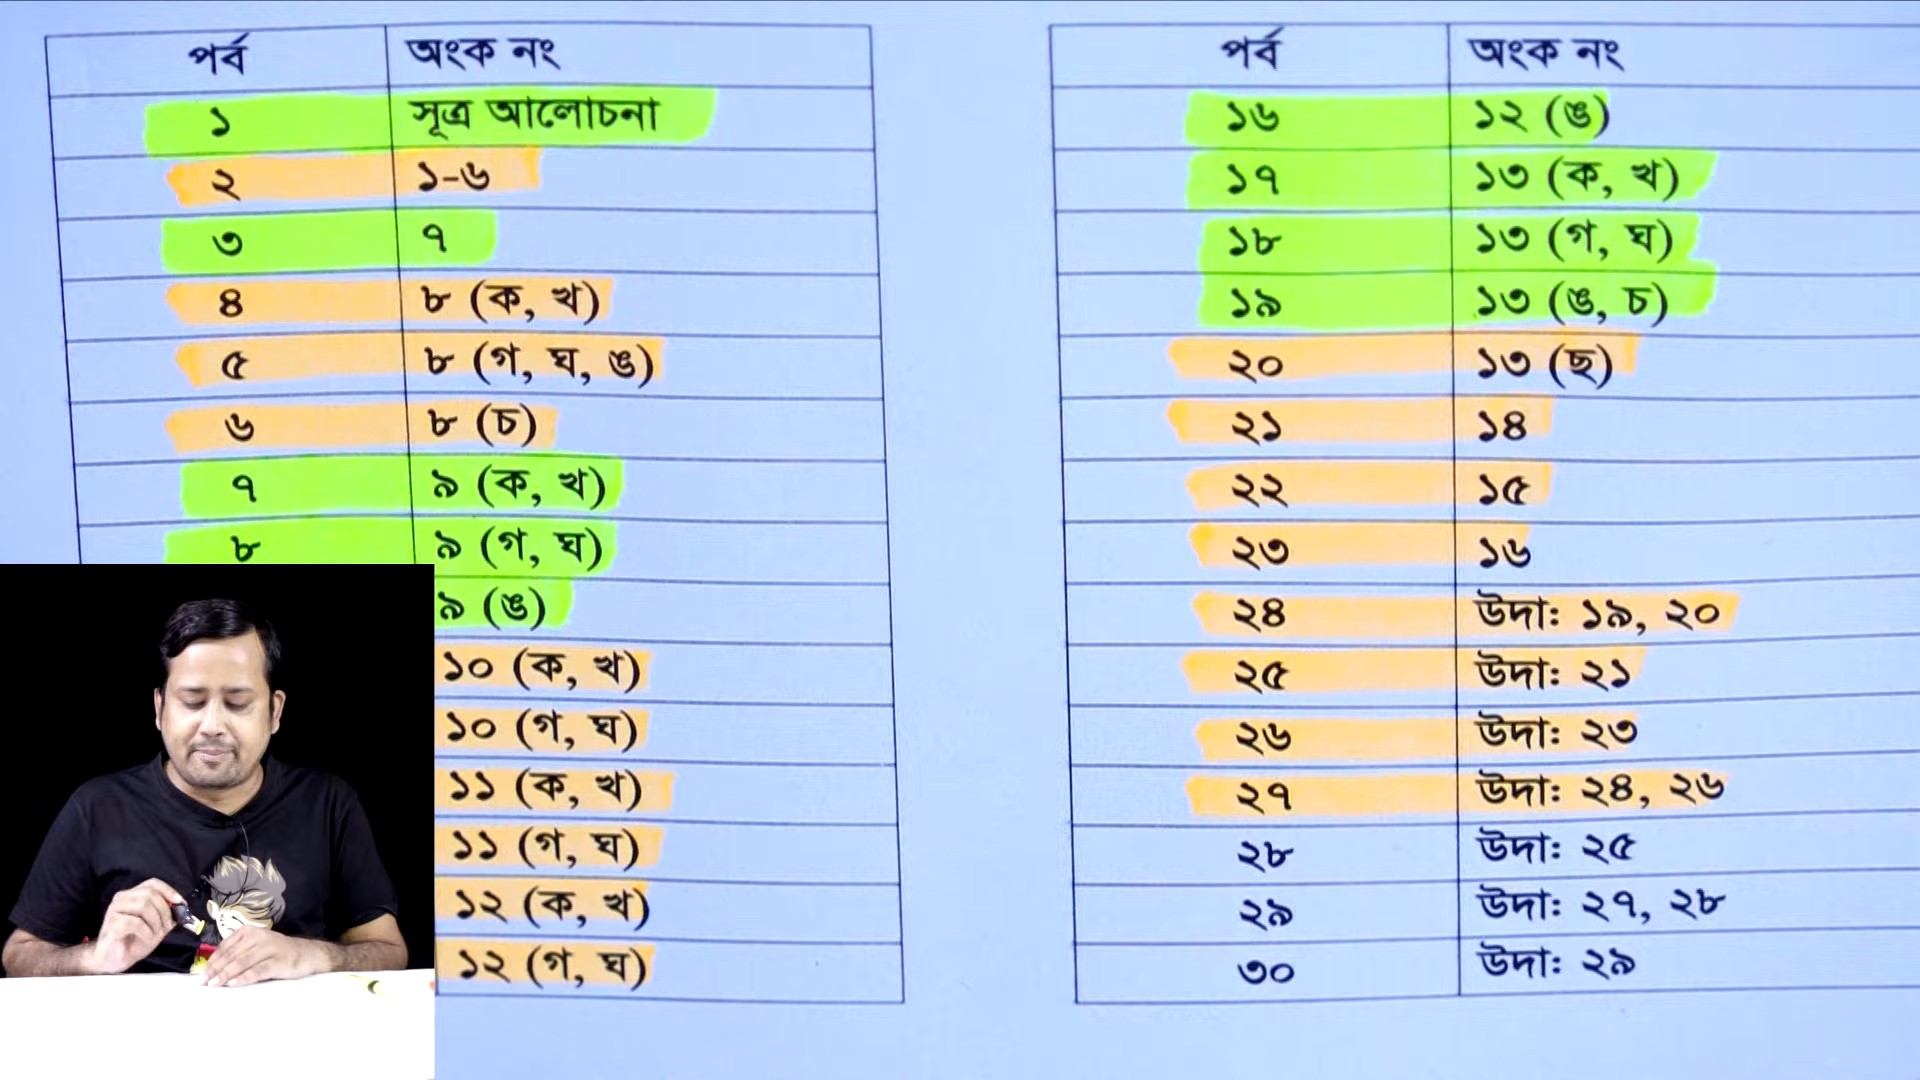 পর্ব অংক নং
১ সূত্র আলোচনা
২ ১-৬
৩ ৭
৪ ৮ (ক, খ)
৫ ৮ (গ, ঘ, ঙ)
৬ ৮ (চ)
৭ ৯ (ক, খ)
৮ ৯ (গ, ঘ)
৯ (ঙ)
১০ (ক, খ)
১০ (গ, ঘ)
১১ (ক, খ)
১১ (গ, ঘ)
১২ (ক, খ)
১২ (গ, ঘ)
পর্ব অংক নং
১৬ ১২ (ঙ)
১৭ ১৩ (ক, খ)
১৮ ১৩ (গ, ঘ)
১৯ ১৩ (ঙ, চ)
২০ ১৩ (ছ)
২১ ১৪
২২ ১৫
২৩ ১৬
২৪ উদাঃ ১৯, ২০
২৫ উদাঃ ২১
২৬ উদাঃ ২৩
২৭ উদাঃ ২৪, ২৬
২৮ উদাঃ ২৫
২৯ উদাঃ ২৭, ২৮
৩০ উদাঃ ২৯